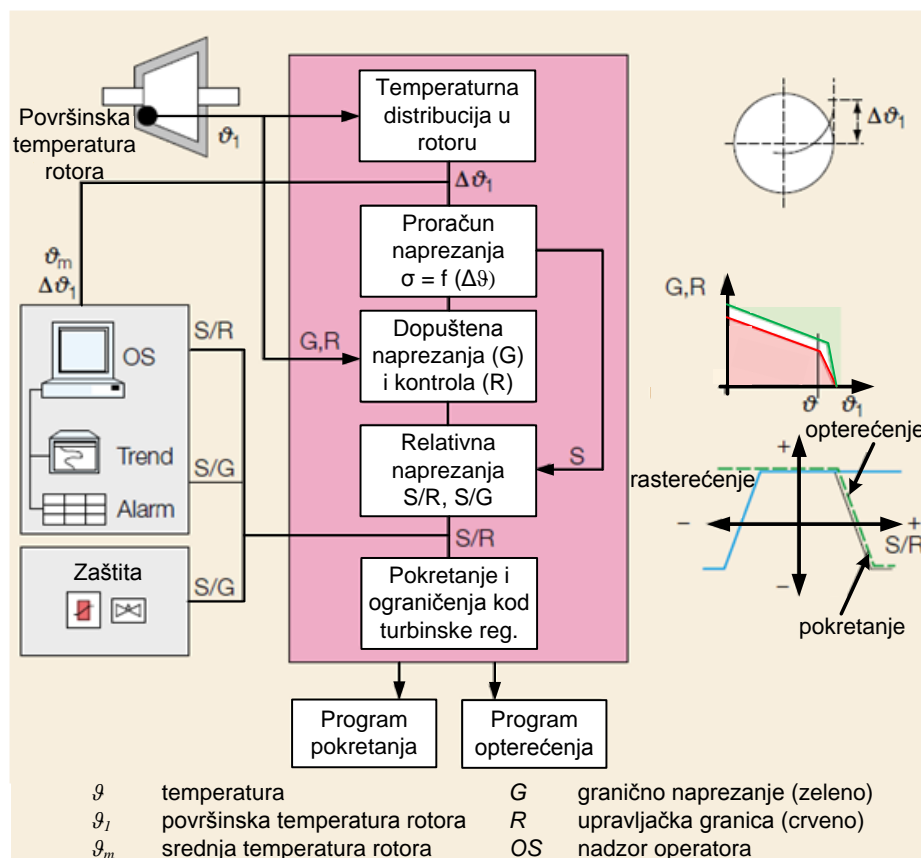 Površinska
temperatura
rotora
ϑ1
Temperaturna
distribucija u
rotoru
Δϑ1
Δϑ1
Proračun
naprezanja
σ = f (Δϑ)
ϑm
Δϑ1
G,R
Dopuštena
naprezanja (G)
i kontrola (R)
S
Relativna
naprezanja
S/R, S/G
S/R
Pokretanje i
ograničenja kod
turbinske reg.
OS
Trend
Alarm
S/R
S/G
Zaštita
S/G
Program
pokretanja
Program
opterećenja
G,R
ϑ
ϑ1
opterećenje
rasterećenje
+
−
+
S/R
−
pokretanje
ϑ temperatura
ϑ1 površinska temperatura rotora
ϑm srednja temperatura rotora
G granično naprezanje (zeleno)
R upravljačka granica (crveno)
OS nadzor operatora